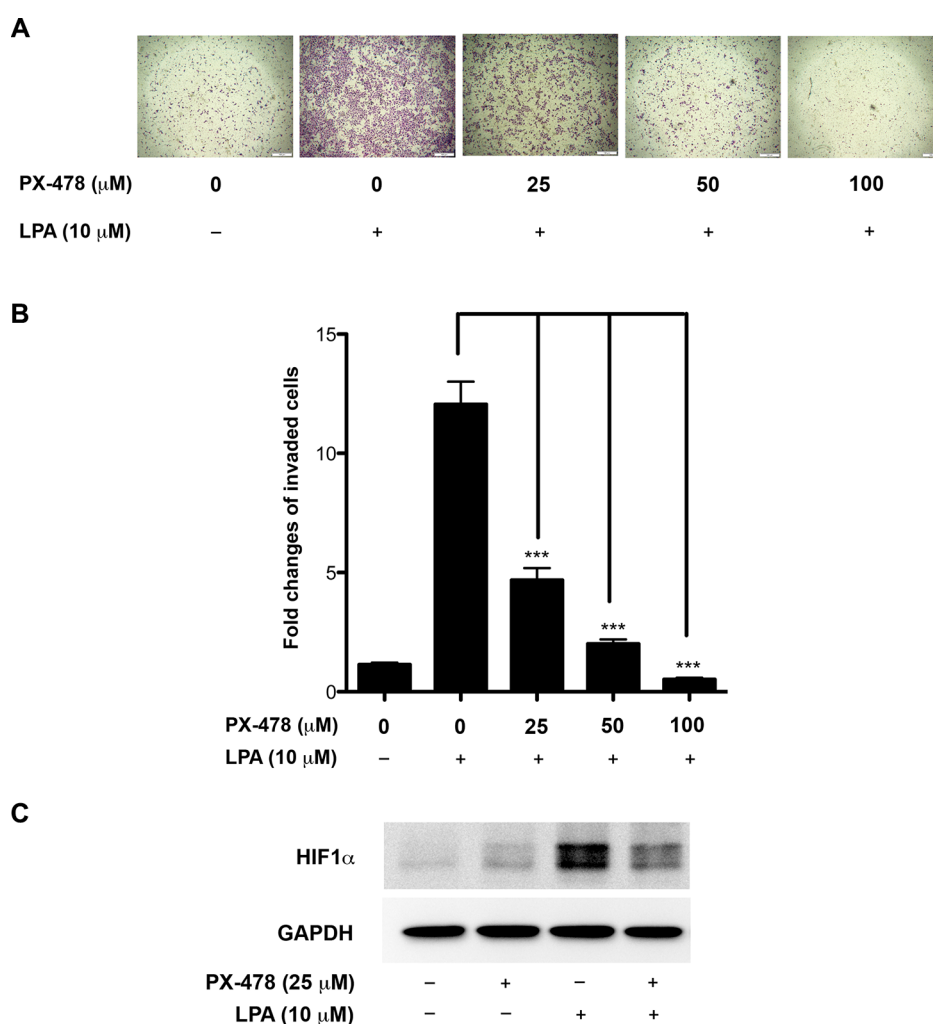 A
PX-478 (μM) 0 0 25 50 100
LPA (10 μM) – + + + +
B
Fold changes of invaded cells
15
10
5
0
***
***
***
PX-478 (μM) 0 0 25 50 100
LPA (10 μM) – + + + +
C
HIF1α
GAPDH
PX-478 (25 μM) – + – +
LPA (10 μM) – – + +